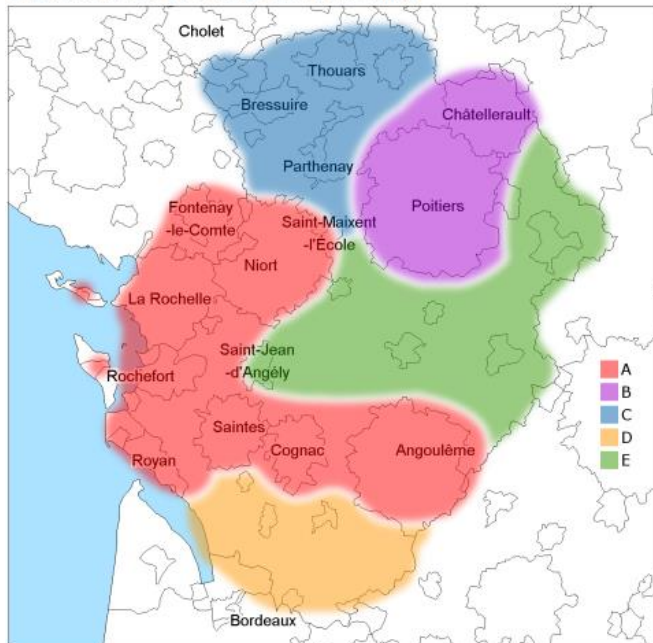 Cholet
Thouars
Bressuire
Châtellerault
Parthenay
Poitiers
Fontenay
-le-Comte
Saint-Maixent
-l'École
Niort
La Rochelle
Saint-Jean
-d'Angély
Rochefort
A
B
C
D
E
Saintes
Cognac
Angoulême
Royan
Bordeaux